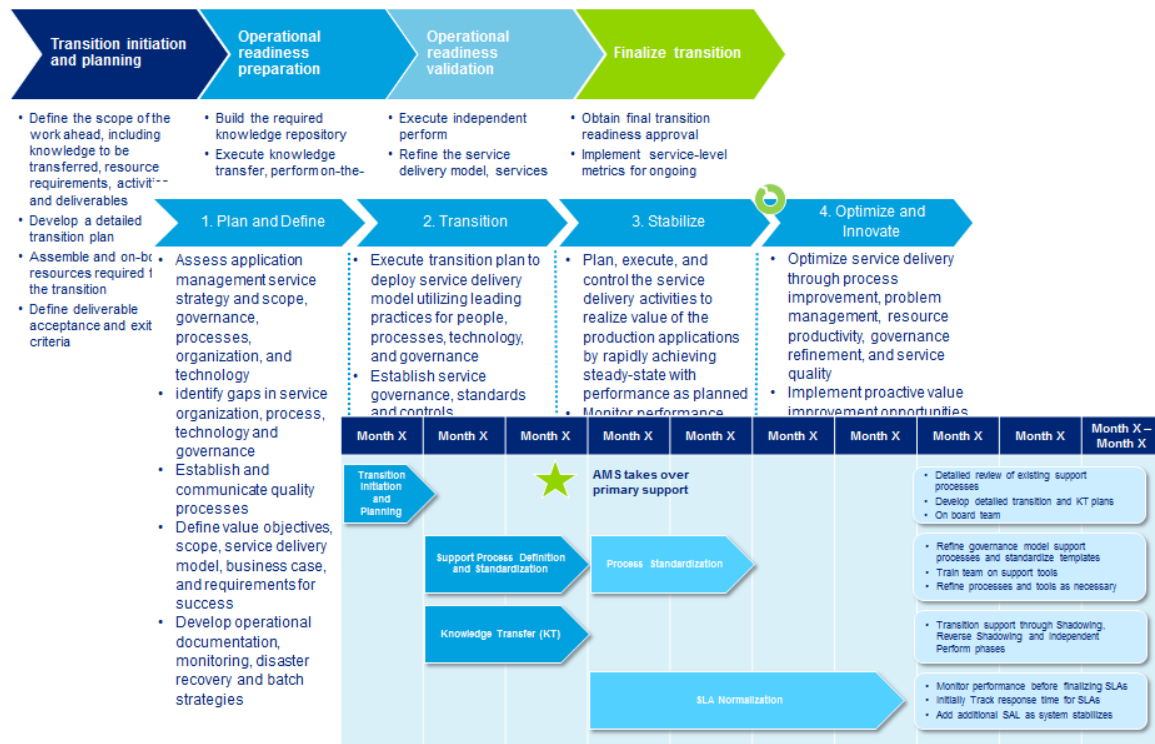 Transition initiation
and planning
Operational
readiness
preparation
Operational
readiness
validation
Finalize transition
• Define the scope of the
work ahead, including
knowledge to be
transferred, resource
requirements, activities
and deliverables
• Develop a detailed
transition plan
• Assemble and on-bo
resources required f
the transition
• Define deliverable
acceptance and exit
criteria
• Build the required
knowledge repository
• Execute knowledge
transfer, perform on-the-
• Execute independent
perform
• Refine the service
delivery model, services
• Obtain final transition
readiness approval
• Implement service-level
metrics for ongoing
1. Plan and Define
2. Transition
3. Stabilize
4. Optimize and
Innovate
• Assess application
management service
strategy and scope,
governance,
processes,
organization, and
technology
• identify gaps in service
organization, process,
technology and
governance
• Establish and
communicate quality
processes
• Define value objectives,
scope, service delivery
model, business case,
and requirements for
success
• Develop operational
documentation,
monitoring, disaster
recovery and batch
strategies
• Execute transition plan to
deploy service delivery
model utilizing leading
practices for people,
processes, technology,
and governance
• Establish service
governance, standards
and controls
• Plan, execute, and
control the service
delivery activities to
realize value of the
production applications
by rapidly achieving
steady-state with
performance as planned
• Monitor performance
• Optimize service delivery
through process
improvement, problem
management, resource
productivity, governance
refinement, and service
quality
• Implement proactive value
improvement opportunities
Month X
Month X
Month X
Month X
Month X
Month X
Month X
Month X
Month X
Month X –
Month X
Transition
Initiation
and
Planning
AMS takes over
primary support
• Detailed review of existing support
processes
• Develop detailed transition and KT plans
• On board team
Support Process Definition
and Standardization
Process Standardization
• Refine governance model support
processes and standardize templates
• Train team on support tools
• Refine processes and tools as necessary
Knowledge Transfer (KT)
• Transition support through Shadowing,
Reverse Shadowing and Independent
Perform phases
SLA Normalization
• Monitor performance before finalizing SLAs
• Initially Track response time for SLAs
• Add additional SAL as system stabilizes